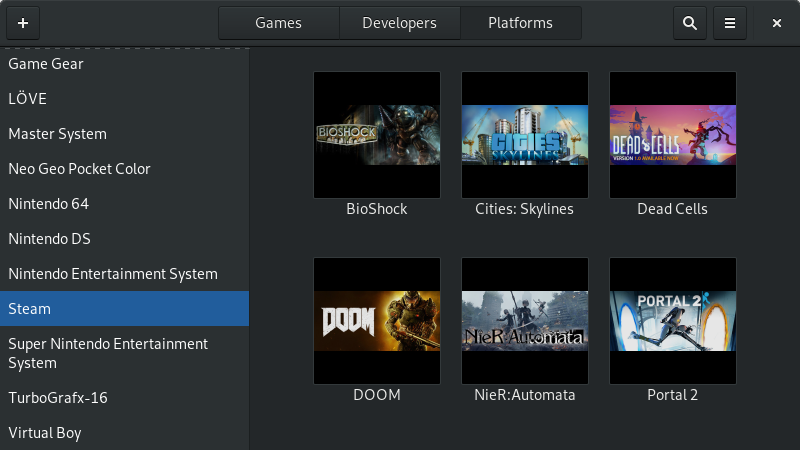 Games
Developers
Platforms
Game Gear
LÖVE
Master System
Neo Geo Pocket Color
Nintendo 64
Nintendo DS
Nintendo Entertainment System
Steam
Super Nintendo Entertainment
System
TurboGrafx-16
Virtual Boy
BIOSHOCK
CITIES
SKYLINES
DEAD CELLS
VERSION 1.0 AVAILABLE NOW
BioShock
Cities: Skylines
Dead Cells
DOOM
NieR:Automata
PORTAL 2
DOOM
NieR:Automata
Portal 2